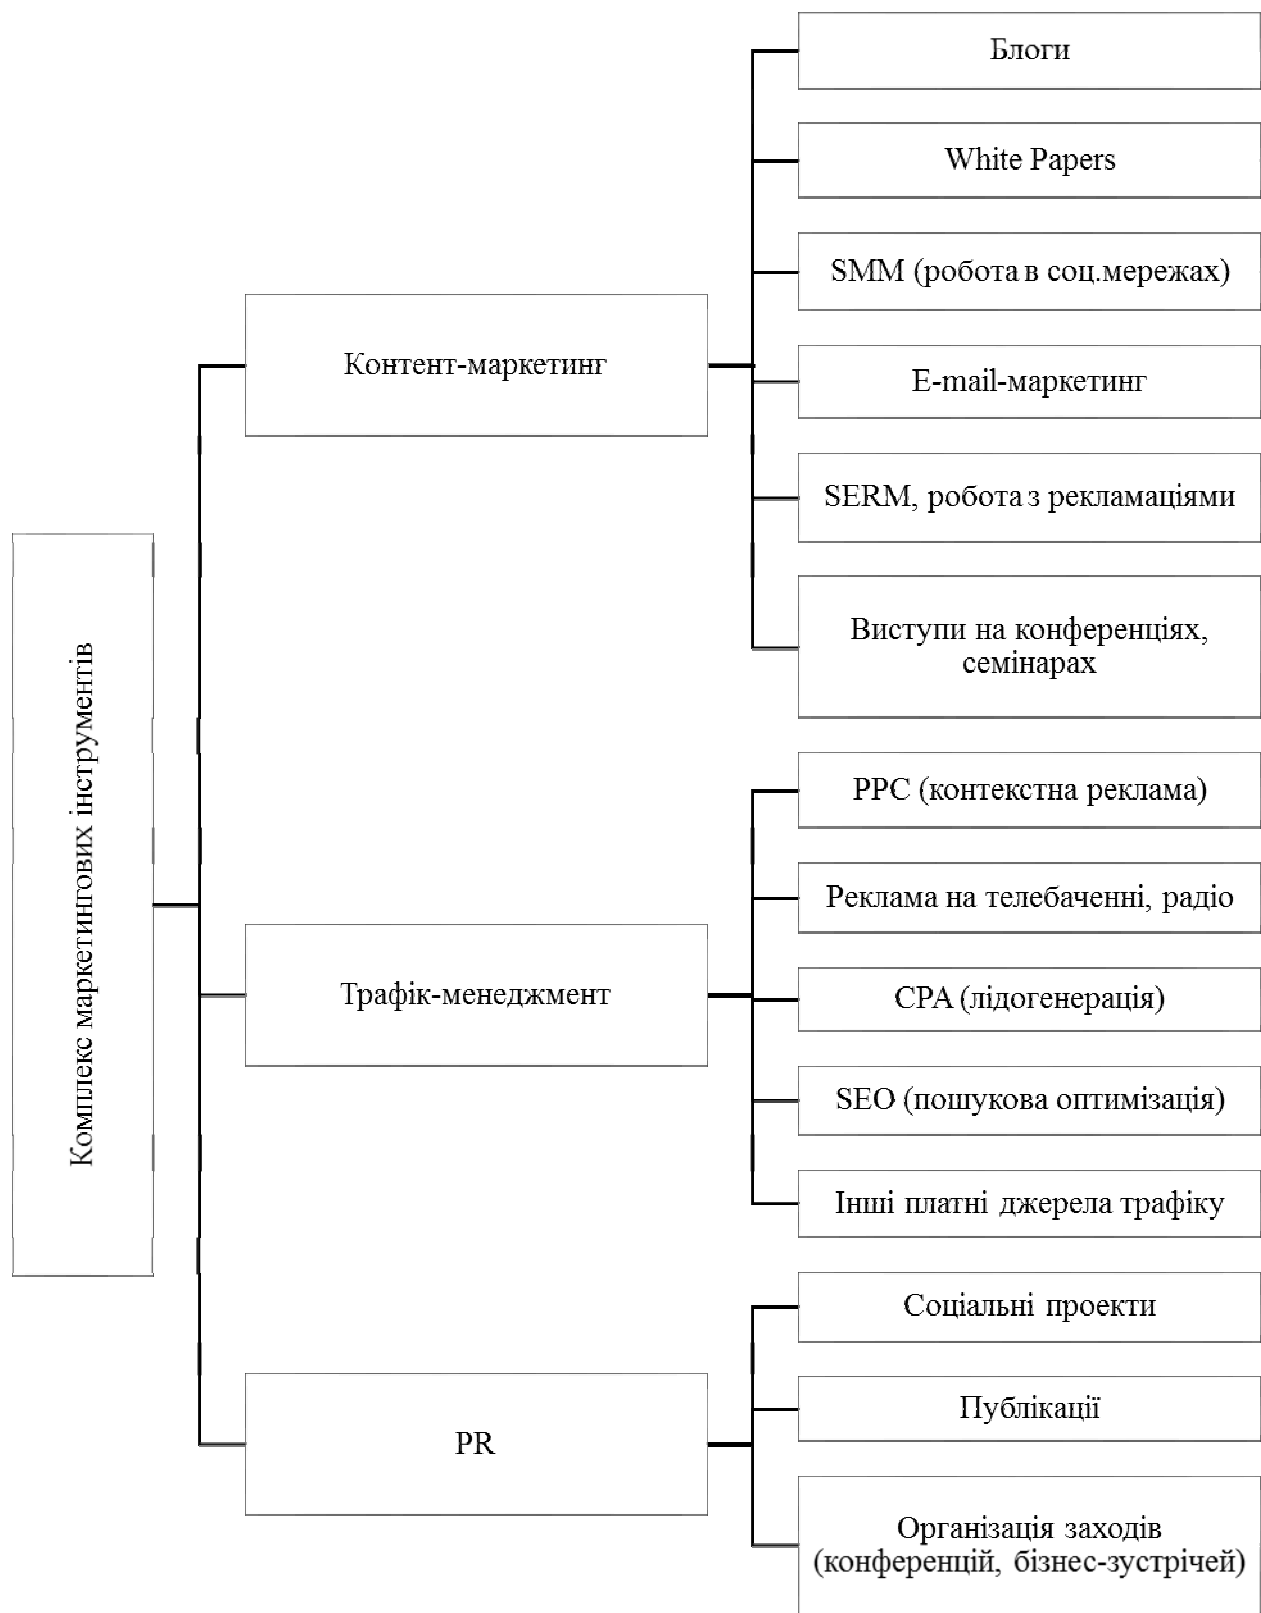 Комплекс маркетингових інструментів
Контент-маркетинг
Блоги
White Papers
SMM (робота в соц.мережах)
E-mail-маркетинг
SERM, робота з рекламаціями
Виступи на конференціях,
семінарах
Трафік-менеджмент
PPC (контекстна реклама)
Реклама на телебаченні, радіо
CPA (лідогенерація)
SEO (пошукова оптимізація)
Інші платні джерела трафіку
PR
Соціальні проекти
Публікації
Організація заходів
(конференцій, бізнес-зустрічей)